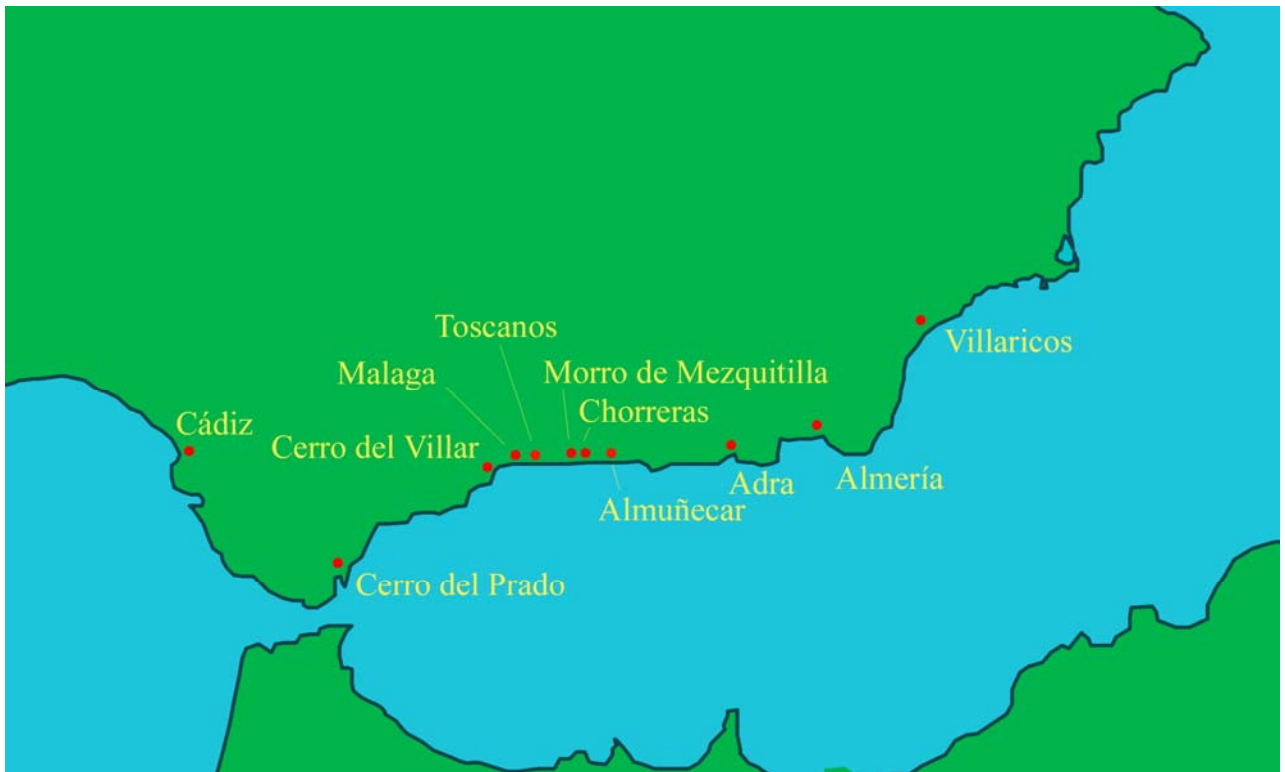 Toscanos
Villaricos
Malaga
Morro de Mezquitilla
Chorreras
Cádiz
Cerro del Villar
Adra
Almería
Almuñecar
Cerro del Prado